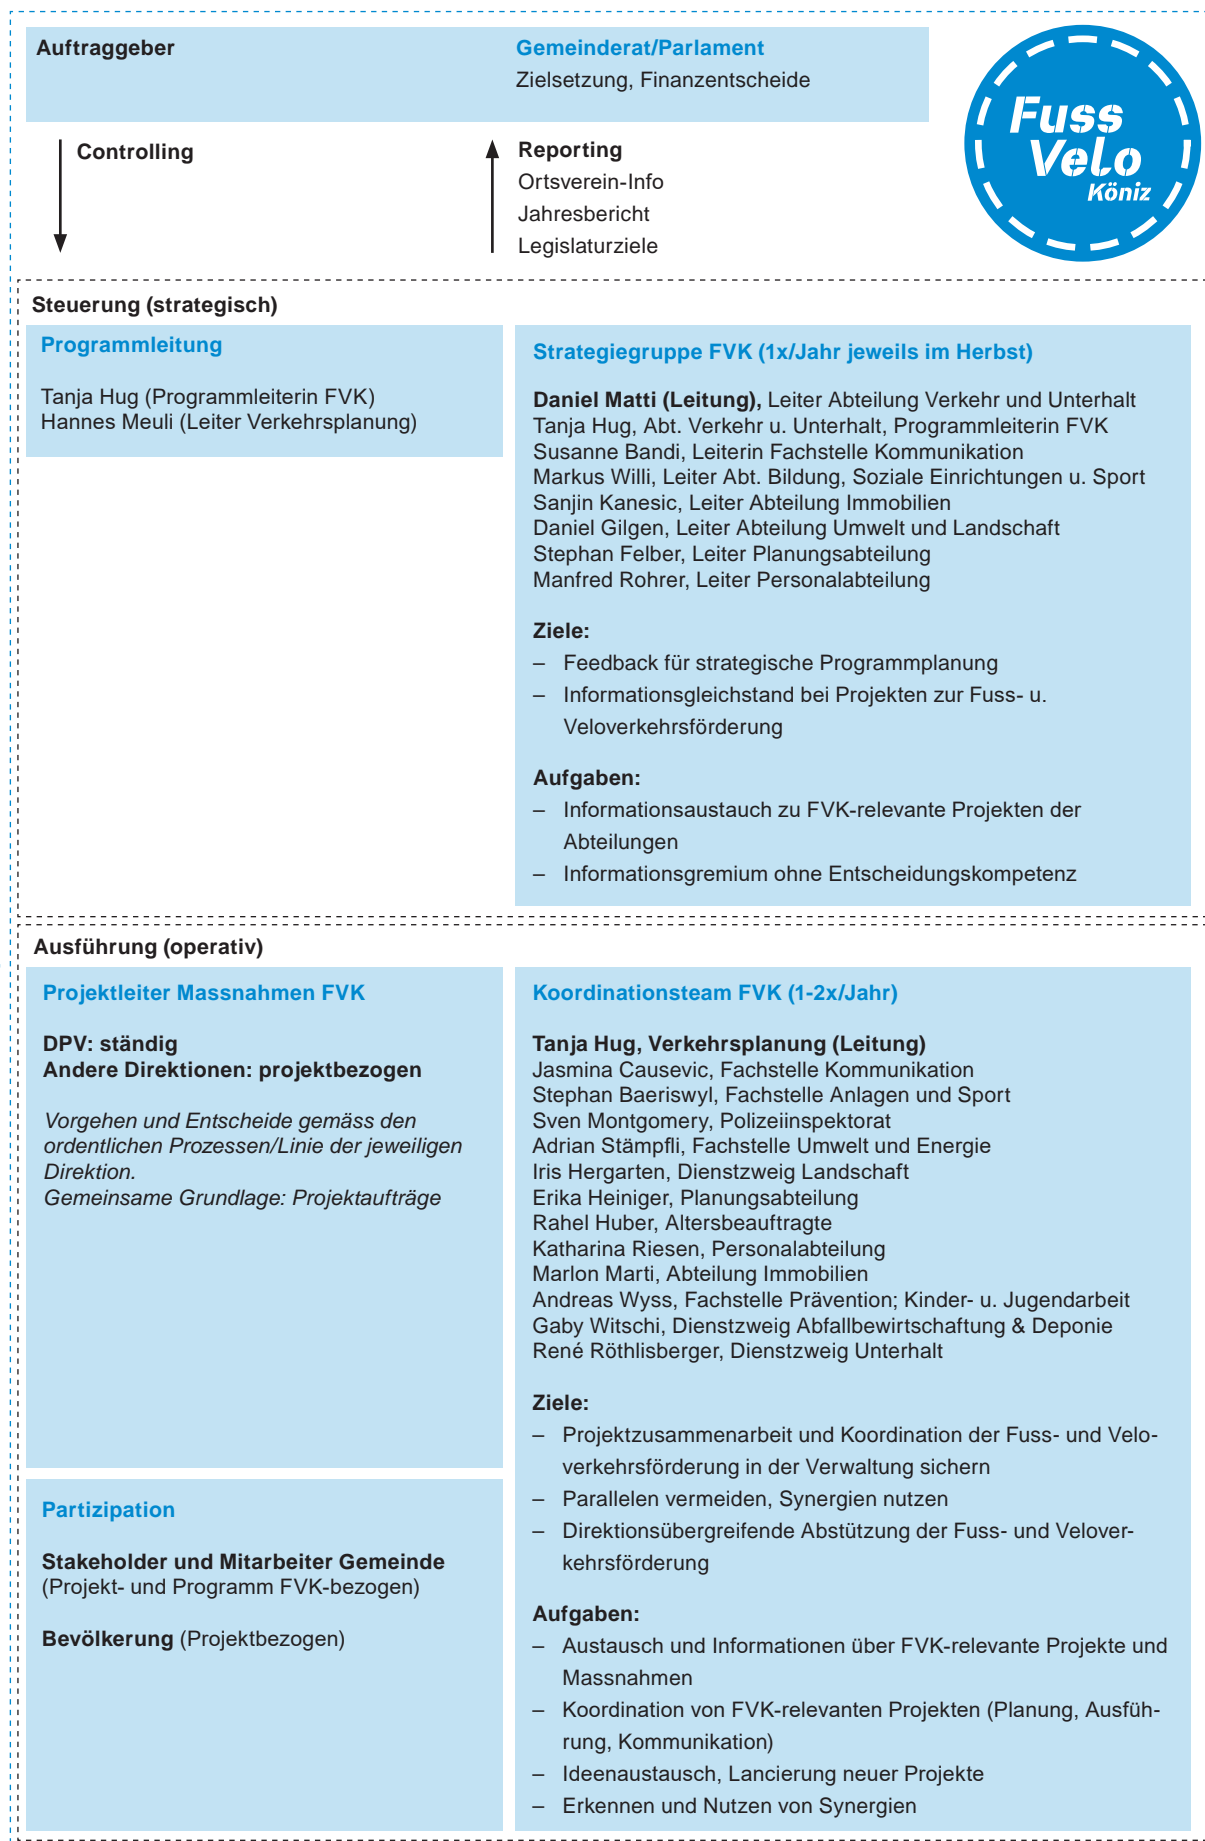 Auftraggeber
Gemeinderat/Parlament
Zielsetzung, Finanzentscheide
Fuss
Velo
Köniz
Controlling
Reporting
Ortsverein-Info
Jahresbericht
Legislaturziele
Steuerung (strategisch)
Programmleitung
Tanja Hug (Programmleiterin FVK)
Hannes Meuli (Leiter Verkehrsplanung)
Strategiegruppe FVK (1x/Jahr jeweils im Herbst)
Daniel Matti (Leitung), Leiter Abteilung Verkehr und Unterhalt
Tanja Hug, Abt. Verkehr u. Unterhalt, Programmleiterin FVK
Susanne Bandi, Leiterin Fachstelle Kommunikation
Markus Willi, Leiter Abt. Bildung, Soziale Einrichtungen u. Sport
Sanjin Kanesic, Leiter Abteilung Immobilien
Daniel Gilgen, Leiter Abteilung Umwelt und Landschaft
Stephan Felber, Leiter Planungsabteilung
Manfred Rohrer, Leiter Personalabteilung
Ziele:
– Feedback für strategische Programmplanung
– Informationsgleichstand bei Projekten zur Fuss- u.
Veloverkehrsförderung
Aufgaben:
– Informationsaustauch zu FVK-relevante Projekten der
Abteilungen
– Informationsgremium ohne Entscheidungskompetenz
Ausführung (operativ)
Projektleiter Massnahmen FVK
DPV: ständig
Andere Direktionen: projektbezogen
Vorgehen und Entscheide gemäss den
ordentlichen Prozessen/Linie der jeweiligen
Direktion.
Gemeinsame Grundlage: Projektaufträge
Partizipation
Stakeholder und Mitarbeiter Gemeinde
(Projekt- und Programm FVK-bezogen)
Bevölkerung (Projektbezogen)
Koordinationsteam FVK (1-2x/Jahr)
Tanja Hug, Verkehrsplanung (Leitung)
Jasmina Causevic, Fachstelle Kommunikation
Stephan Baeriswyl, Fachstelle Anlagen und Sport
Sven Montgomery, Polizeiinspektorat
Adrian Stämpfli, Fachstelle Umwelt und Energie
Iris Hergarten, Dienstzweig Landschaft
Erika Heiniger, Planungsabteilung
Rahel Huber, Altersbeauftragte
Katharina Riesen, Personalabteilung
Marlon Marti, Abteilung Immobilien
Andreas Wyss, Fachstelle Prävention; Kinder- u. Jugendarbeit
Gaby Witschi, Dienstzweig Abfallbewirtschaftung & Deponie
René Röthlisberger, Dienstzweig Unterhalt
Ziele:
– Projektzusammenarbeit und Koordination der Fuss- und Velo-
verkehrsförderung in der Verwaltung sichern
– Parallelen vermeiden, Synergien nutzen
– Direktionsübergreifende Abstützung der Fuss- und Velover-
kehrsförderung
Aufgaben:
– Austausch und Informationen über FVK-relevante Projekte und
Massnahmen
– Koordination von FVK-relevanten Projekten (Planung, Ausfüh-
rung, Kommunikation)
– Ideenaustausch, Lancierung neuer Projekte
– Erkennen und Nutzen von Synergien